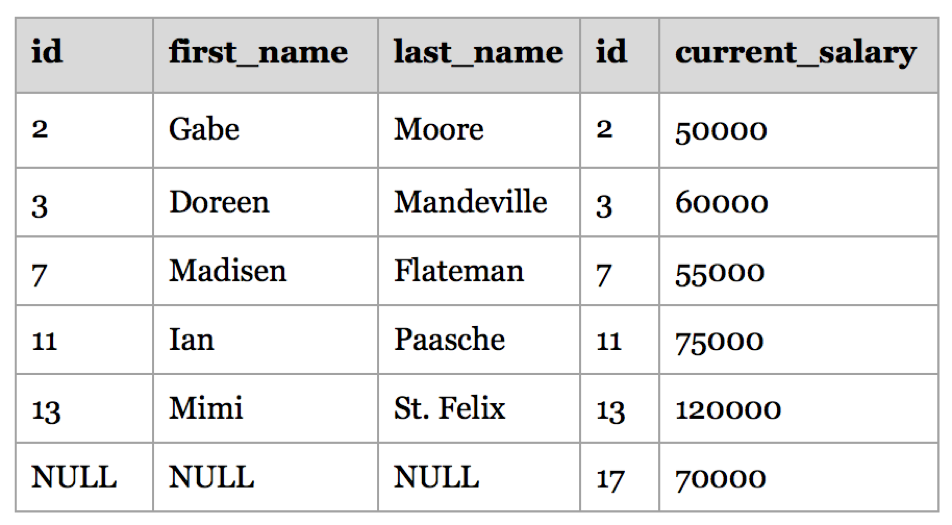 id first_name last_name id current_salary
2 Gabe Moore 2 50000
3 Doreen Mandeville 3 60000
7 Madisen Flateman 7 55000
11 Ian Paasche 11 75000
13 Mimi St. Felix 13 120000
NULL NULL NULL 17 70000